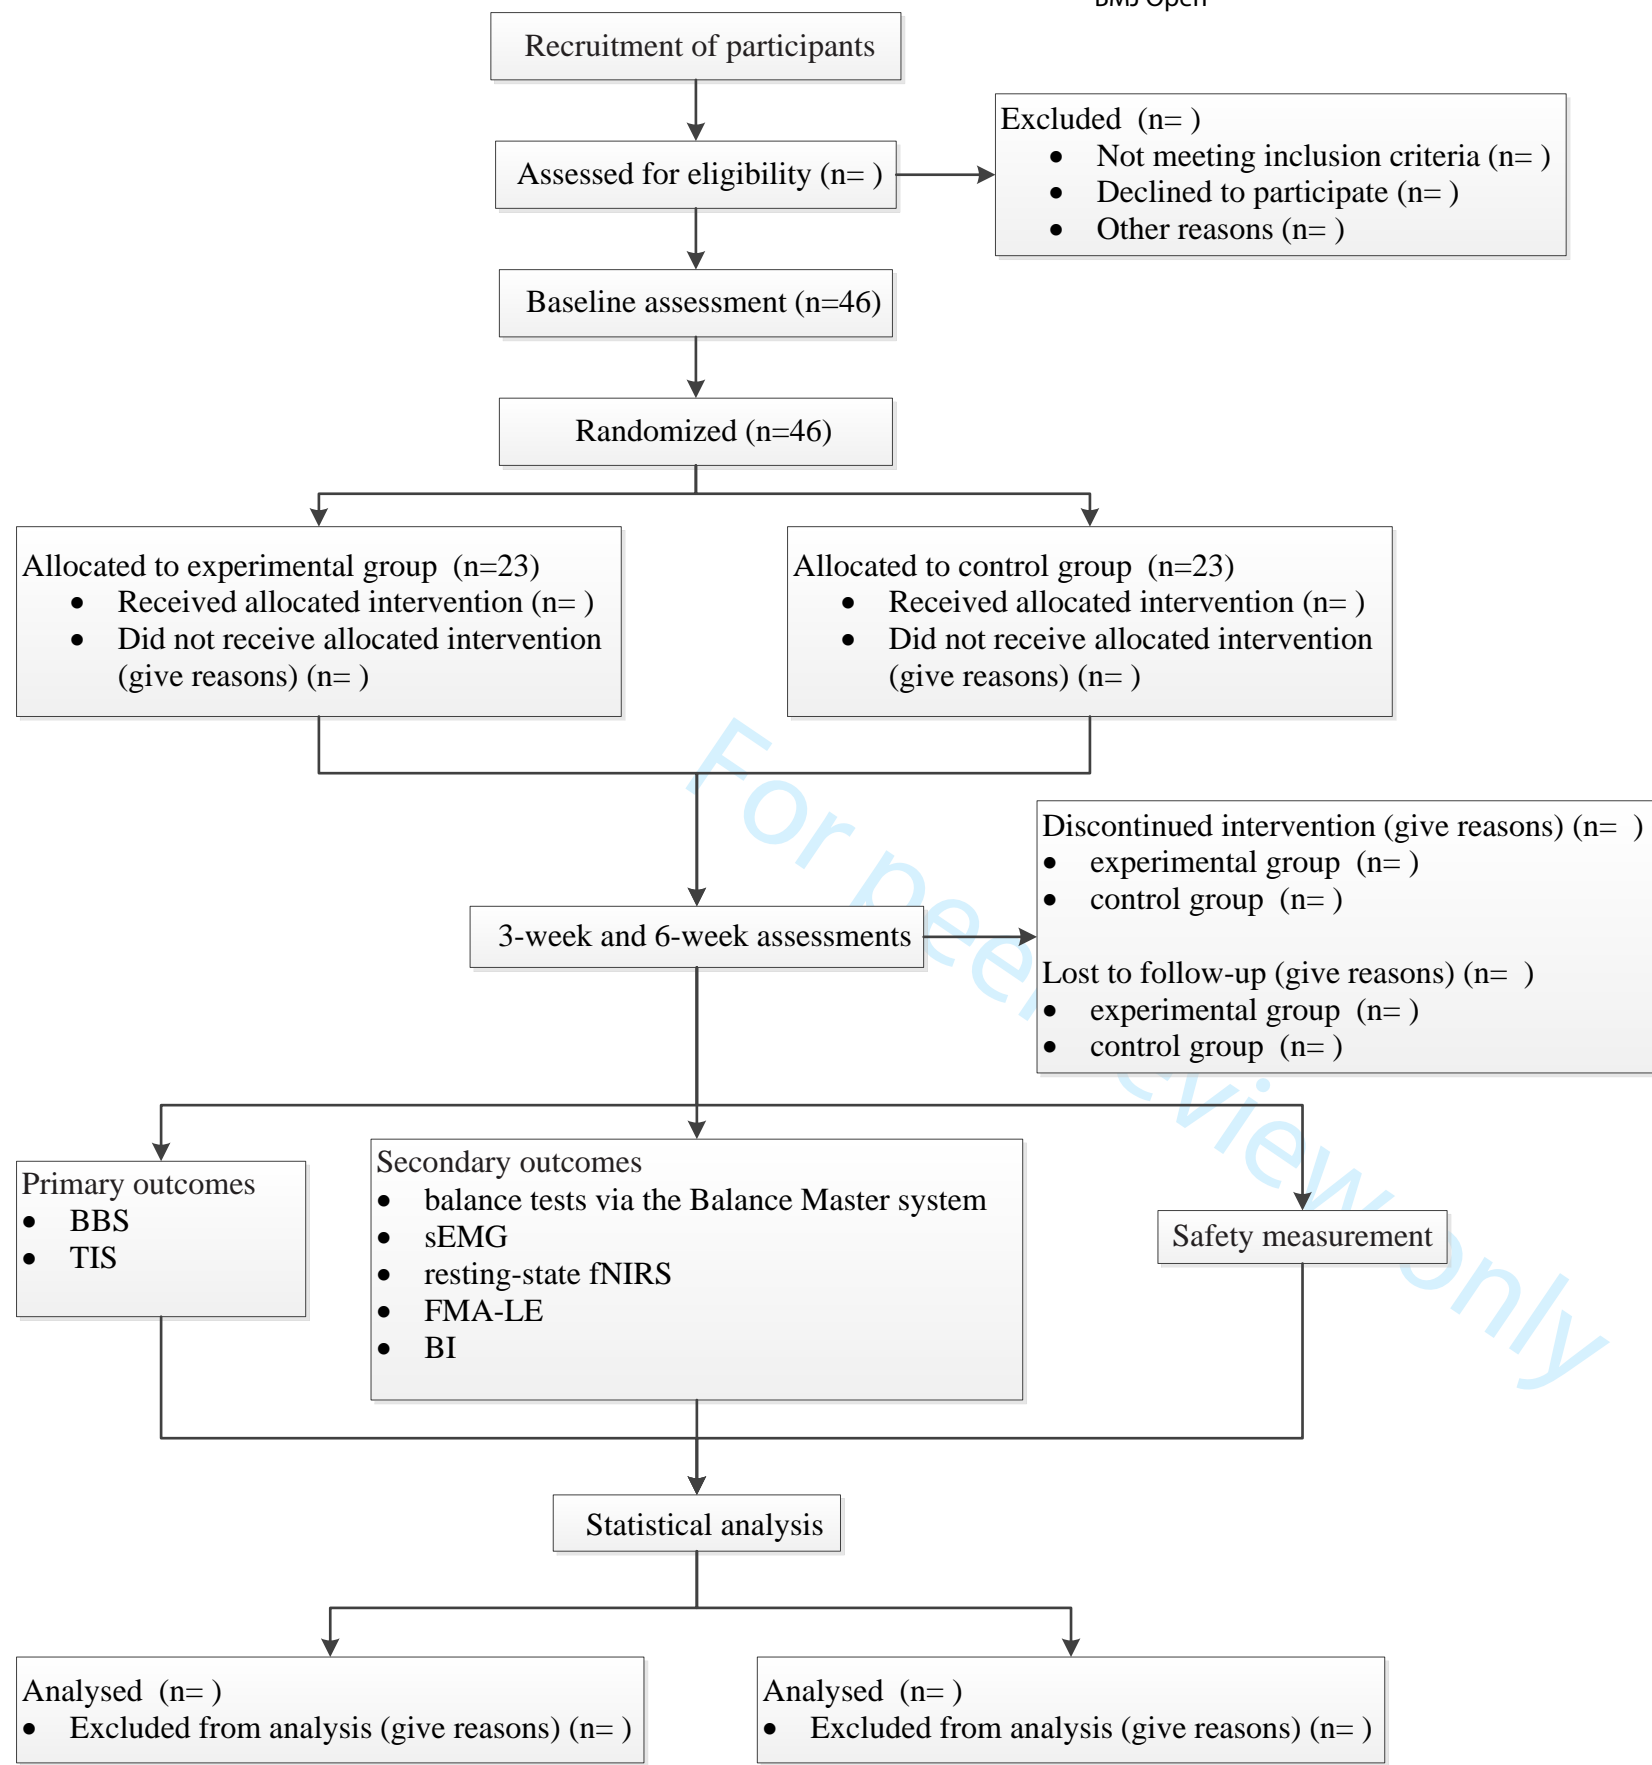 BMJ Open
Recruitment of participants
Excluded (n= )
• Not meeting inclusion criteria (n= )
• Declined to participate (n= )
• Other reasons (n= )
Assessed for eligibility (n= )
Baseline assessment (n=46)
Randomized (n=46)
Allocated to experimental group (n=23)
• Received allocated intervention (n= )
• Did not receive allocated intervention
(give reasons) (n= )
Allocated to control group (n=23)
• Received allocated intervention (n= )
• Did not receive allocated intervention
(give reasons) (n= )
For peer review only
Discontinued intervention (give reasons) (n= )
• experimental group (n= )
• control group (n= )
Lost to follow-up (give reasons) (n= )
• experimental group (n= )
• control group (n= )
3-week and 6-week assessments
Primary outcomes
• BBS
• TIS
Secondary outcomes
• balance tests via the Balance Master system
• sEMG
• resting-state fNIRS
• FMA-LE
• BI
Safety measurement
Statistical analysis
Analysed (n= )
• Excluded from analysis (give reasons) (n= )
Analysed (n= )
• Excluded from analysis (give reasons) (n= )